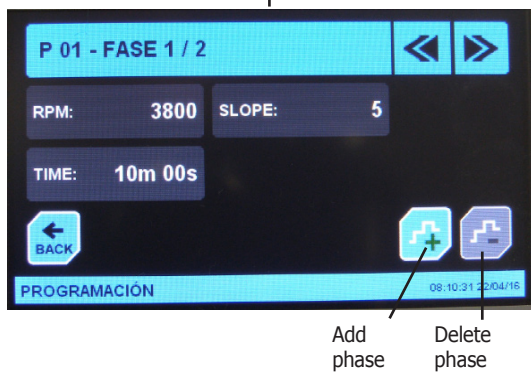 P 01 - FASE 1 / 2
RPM: 3800 SLOPE: 5
TIME: 10m 00s
BACK
PROGRAMACIÓN 08:10:31 22/04/16
Add phase
Delete phase